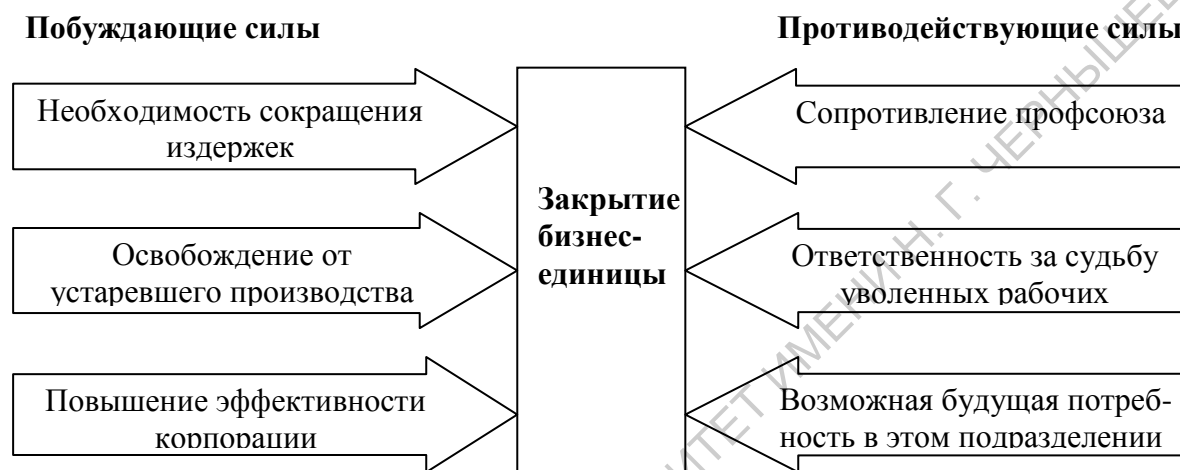 Побуждающие силы
Противодействующие силы
Необходимость сокращения
издержек
Освобождение от
устаревшего производства
Повышение эффективности
корпорации
Закрытие
бизнес-
единицы
Сопротивление профсоюза
Ответственность за судьбу
уволенных рабочих
Возможная будущая потреб-
ность в этом подразделении
ИМЕНИ Н. Г.